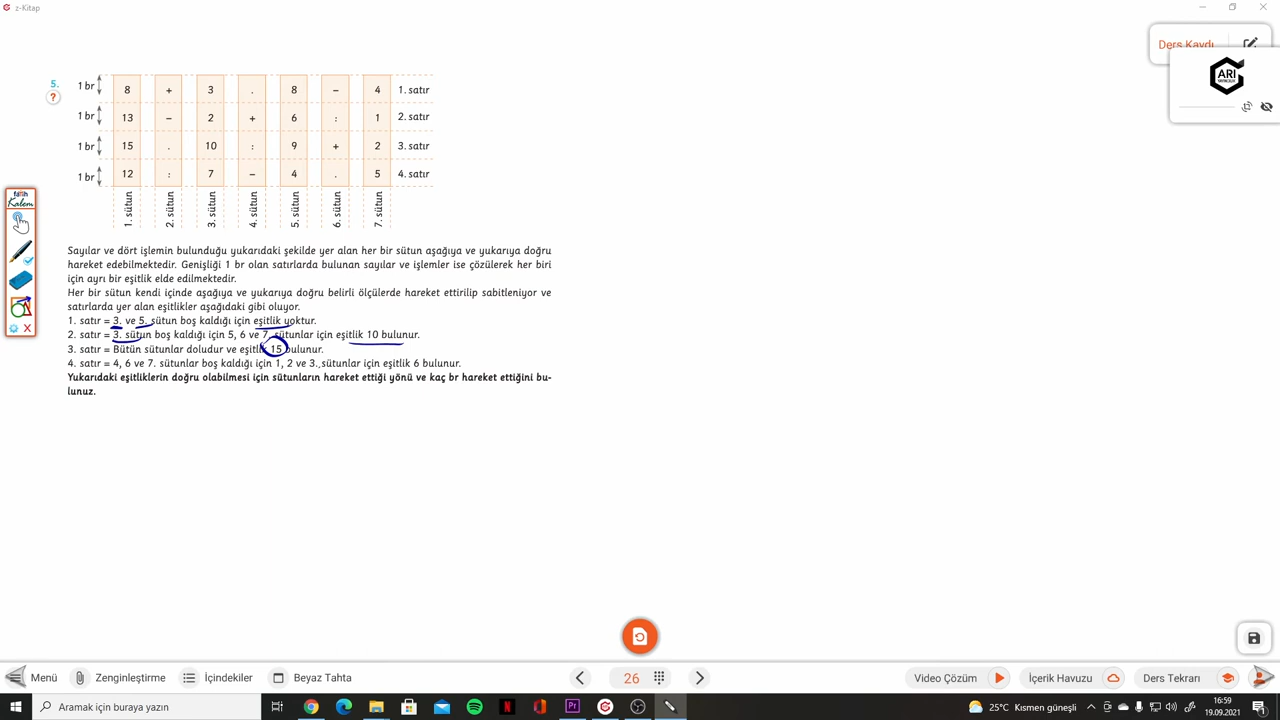 z-Kitap
Ders Kaydı
ARI
5.
?
1 br 8 + 3 . 8 − 4 1. satır
1 br 13 − 2 + 6 : 1 2. satır
1 br 15 . 10 : 9 + 2 3. satır
1 br 12 : 7 − 4 . 5 4. satır
1. sütun 2. sütun 3. sütun 4. sütun 5. sütun 6. sütun 7. sütun
fatih
Kalem
Sayılar ve dört işlemin bulunduğu yukarıdaki şekilde yer alan her bir sütun aşağıya ve yukarıya doğru
hareket edebilmektedir. Genişliği 1 br olan satırlarda bulunan sayılar ve işlemler ise çözülerek her biri
için ayrı bir eşitlik elde edilmektedir.
Her bir sütun kendi içinde aşağıya ve yukarıya doğru belirli ölçülerde hareket ettirilip sabitleniyor ve
satırlarda yer alan eşitlikler aşağıdaki gibi oluyor.
1. satır = 3. ve 5. sütun boş kaldığı için eşitlik yoktur.
2. satır = 3. sütun boş kaldığı için 5, 6 ve 7. sütunlar için eşitlik 10 bulunur.
3. satır = Bütün sütunlar doludur ve eşitlik 15 bulunur.
4. satır = 4, 6 ve 7. sütunlar boş kaldığı için 1, 2 ve 3. sütunlar için eşitlik 6 bulunur.
Yukarıdaki eşitliklerin doğru olabilmesi için sütunların hareket ettiği yönü ve kaç br hareket ettiğini bu-
lunuz.
Menü Zenginleştirme İçindekiler Beyaz Tahta 26 Video Çözüm İçerik Havuzu Ders Tekrarı
Aramak için buraya yazın 25°C Kısmen güneşli 16:59
19.09.2021